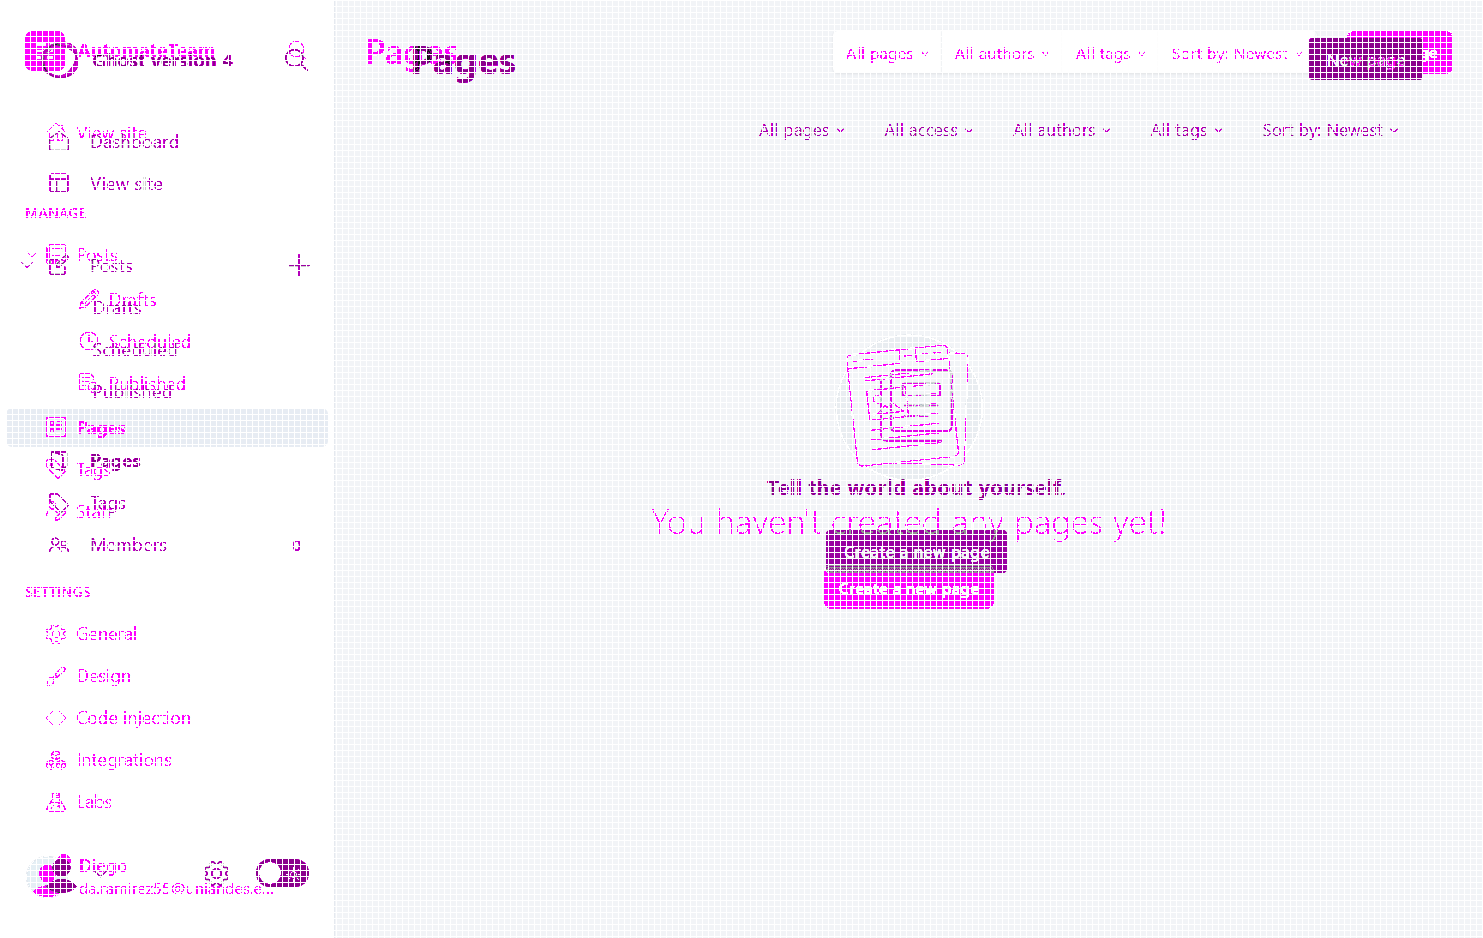 AutomateTeam
Ghost version 4
Pages
Pages
All pages
All authors
All tags
Sort by: Newest
New page
View site
Dashboard
All pages
All access
All authors
All tags
Sort by: Newest
View site
MANAGE
Posts
Posts
Drafts
Drafts
Scheduled
Scheduled
Published
Published
Pages
Pages
Tags
Tags
Staff
Members
0
Tell the world about yourself.
You haven't created any pages yet!
Create a new page
Create a new page
SETTINGS
General
Design
Code injection
Integrations
Labs
Diego
da.ramirez55@uniandes.e...